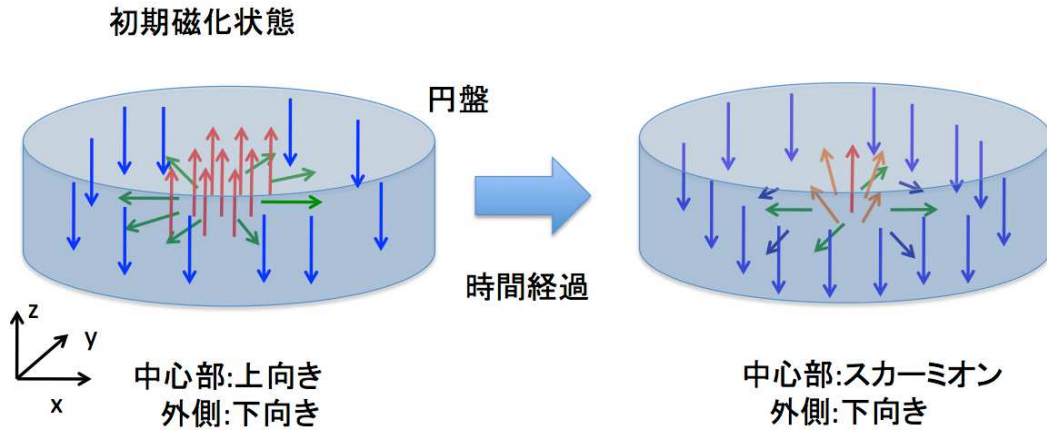 初期磁化状態
円盤
時間経過
z
y
x
中心部:上向き
外側:下向き
中心部:スカーミオン
外側:下向き